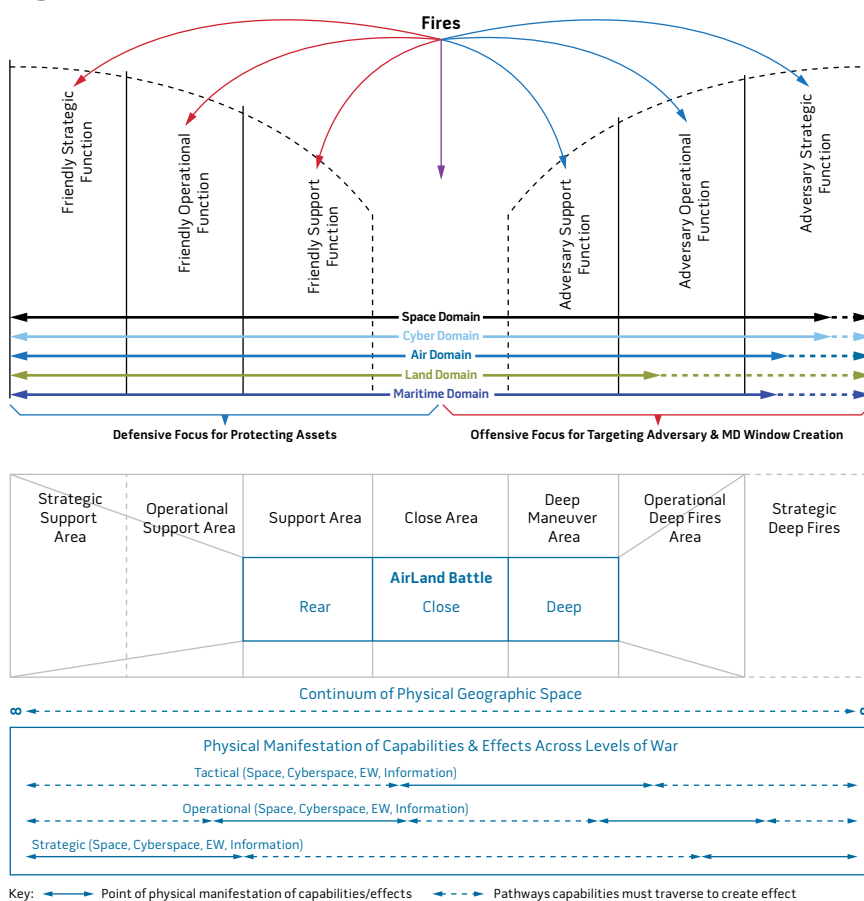 Fires
Friendly Strategic
Function
Friendly Operational
Function
Friendly Support
Function
Adversary Support
Function
Adversary Operational
Function
Adversary Strategic
Function
Space Domain
Cyber Domain
Air Domain
Land Domain
Maritime Domain
Defensive Focus for Protecting Assets
Offensive Focus for Targeting Adversary & MD Window Creation
Strategic
Support
Area
Operational
Support Area
Support Area
Close Area
Deep
Maneuver
Area
Operational
Deep Fires
Area
Strategic
Deep Fires
AirLand Battle
Rear
Close
Deep
Continuum of Physical Geographic Space
∞
Physical Manifestation of Capabilities & Effects Across Levels of War
Tactical (Space, Cyberspace, EW, Information)
Operational (Space, Cyberspace, EW, Information)
Strategic (Space, Cyberspace, EW, Information)
Key: Point of physical manifestation of capabilities/effects Pathways capabilities must traverse to create effect